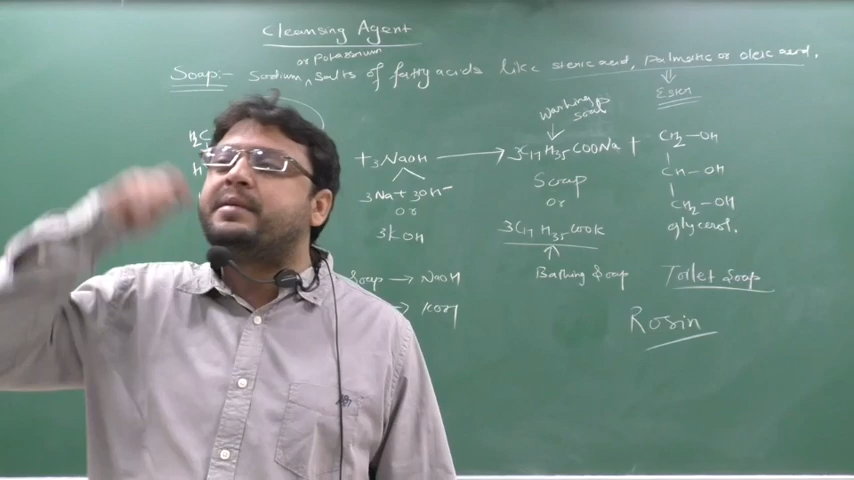 Cleansing Agent
or potassium
Soap:- Sodium, Salts of fatty acids like steric acid, palmitic or oleic acid.
Ester
Washing soap
H2C
+3NaOH → 3C17H35COONa + CH2-OH
H
3Na+ 3OH-
Soap
CH-OH
or
or
CH2-OH
3KOH
3C17H35COOK
glycerol.
Soap → NaOH
Bathing Soap
Toilet Soap
→ KOH
Rosin